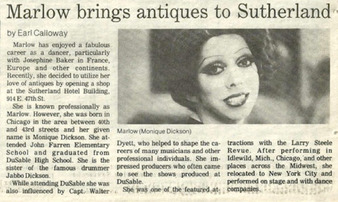 Marlow brings antiques to Sutherland
by Earl Calloway
Marlow has enjoyed a fabulous
career as a dancer, particularly
with Josephine Baker in France,
Europe and other continents.
Recently, she decided to utilize her
love of antiques by opening a shop
at the Sutherland Hotel Building,
914 E. 47th St.
She is known professionally as
Marlow. However, she was born in
Chicago in the area between 40th
and 43rd streets and her given
name is Monique Dickson. She at-
tended John Farren Elementary
School and graduated from
DuSable High School. She is the
sister of the famous drummer
Jabbo Dickson.
While attending DuSable she was
also influenced by Capt. Walter
Marlow (Monique Dickson)
Dyett, who helped to shape the ca-
reers of many musicians and other
professional individuals. She im-
pressed producers who often came
to see the shows produced at
DuSable.
She was one of the featured at-
tractions with the Larry Steele
Revue. After performing in
Idlewild, Mich., Chicago, and other
places across the Midwest, she
relocated to New York City and
performed on stage and with dance
companies.